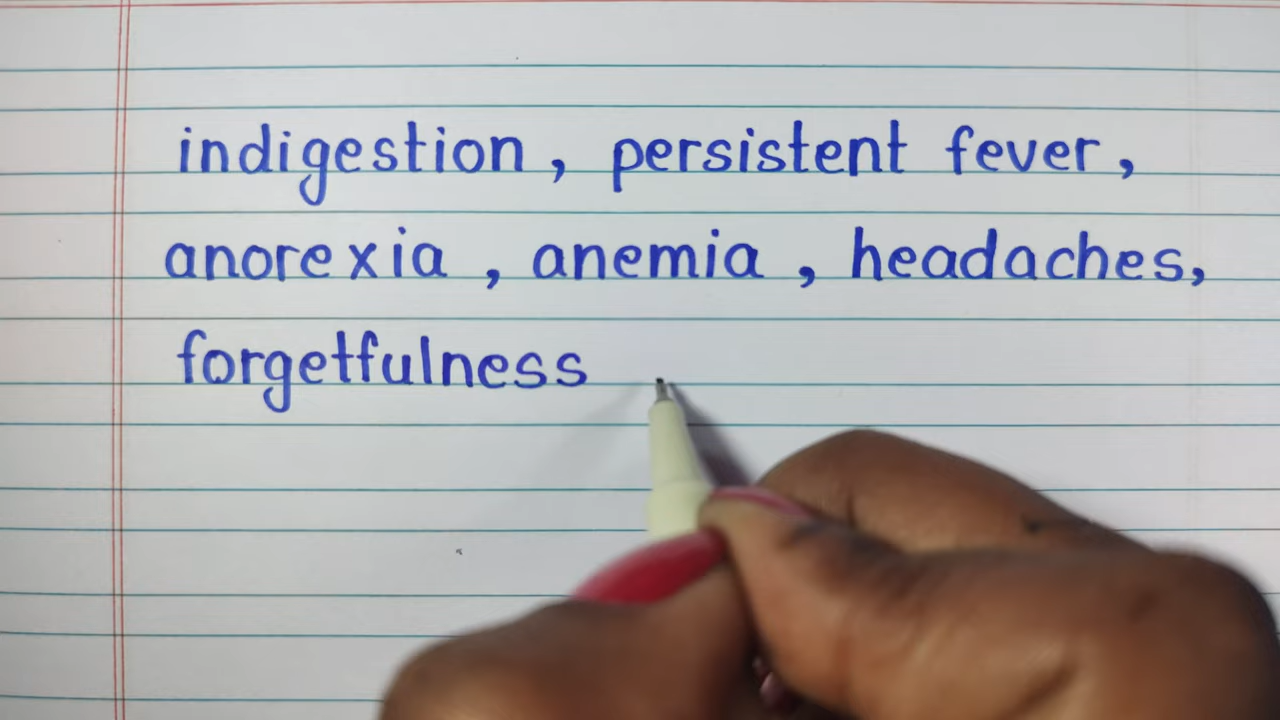 indigestion, persistent fever,
anorexia, anemia, headaches,
forgetfulness